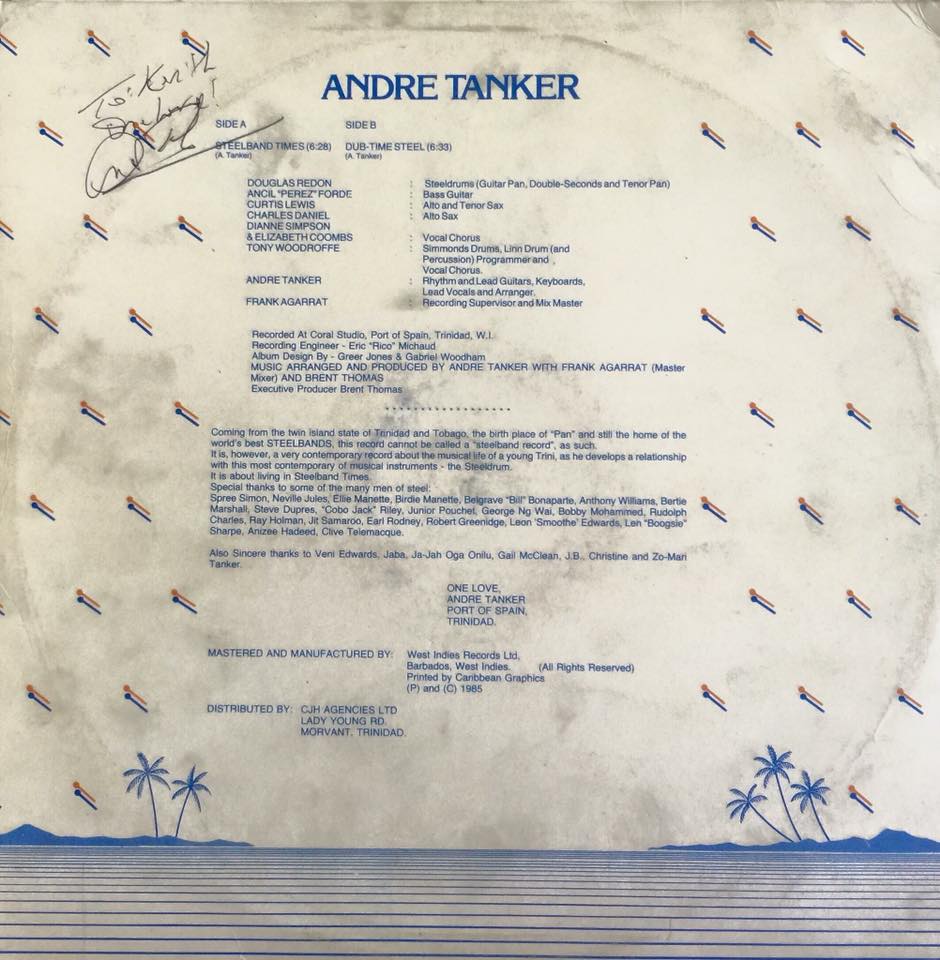 To: Keith
One Love!
ANDRE TANKER
SIDE A SIDE B
STEELBAND TIMES (6:28) DUB-TIME STEEL (6:33)
(A. Tanker) (A. Tanker)
DOUGLAS REDON : Steeldrums (Guitar Pan, Double-Seconds and Tenor Pan)
ANCIL "PEREZ" FORDE : Bass Guitar
CURTIS LEWIS : Alto and Tenor Sax
CHARLES DANIEL : Alto Sax
DIANNE SIMPSON
& ELIZABETH COOMBS : Vocal Chorus
TONY WOODROFFE : Simmonds Drums, Linn Drum (and
Percussion) Programmer and
Vocal Chorus.
ANDRE TANKER : Rhythm and Lead Guitars, Keyboards,
Lead Vocals and Arranger.
FRANK AGARRAT : Recording Supervisor and Mix Master
Recorded At Coral Studio, Port of Spain, Trinidad, W.I.
Recording Engineer - Eric "Rico" Michaud
Album Design By - Greer Jones & Gabriel Woodham
MUSIC ARRANGED AND PRODUCED BY ANDRE TANKER WITH FRANK AGARRAT (Master
Mixer) AND BRENT THOMAS
Executive Producer Brent Thomas
Coming from the twin island state of Trinidad and Tobago, the birth place of "Pan" and still the home of the
world's best STEELBANDS, this record cannot be called a "steelband record", as such.
It is, however, a very contemporary record about the musical life of a young Trini, as he develops a relationship
with this most contemporary of musical instruments - the Steeldrum.
It is about living in Steelband Times.
Special thanks to some of the many men of steel:
Spree Simon, Neville Jules, Ellie Manette, Birdie Manette, Belgrave "Bill" Bonaparte, Anthony Williams, Bertie
Marshall, Steve Dupres, "Cobo Jack" Riley, Junior Pouchet, George Ng Wai, Bobby Mohammed, Rudolph
Charles, Ray Holman, Jit Samaroo, Earl Rodney, Robert Greenidge, Leon 'Smoothe' Edwards, Len "Boogsie"
Sharpe, Anizee Hadeed, Clive Telemacque.
Also Sincere thanks to Veni Edwards, Jaba, Ja-Jah Oga Onilu, Gail McClean, J.B., Christine and Zo-Mari
Tanker.
ONE LOVE,
ANDRE TANKER
PORT OF SPAIN,
TRINIDAD.
MASTERED AND MANUFACTURED BY: West Indies Records Ltd,
Barbados, West Indies. (All Rights Reserved)
Printed by Caribbean Graphics
(P) and (C) 1985
DISTRIBUTED BY: CJH AGENCIES LTD
LADY YOUNG RD.
MORVANT, TRINIDAD.